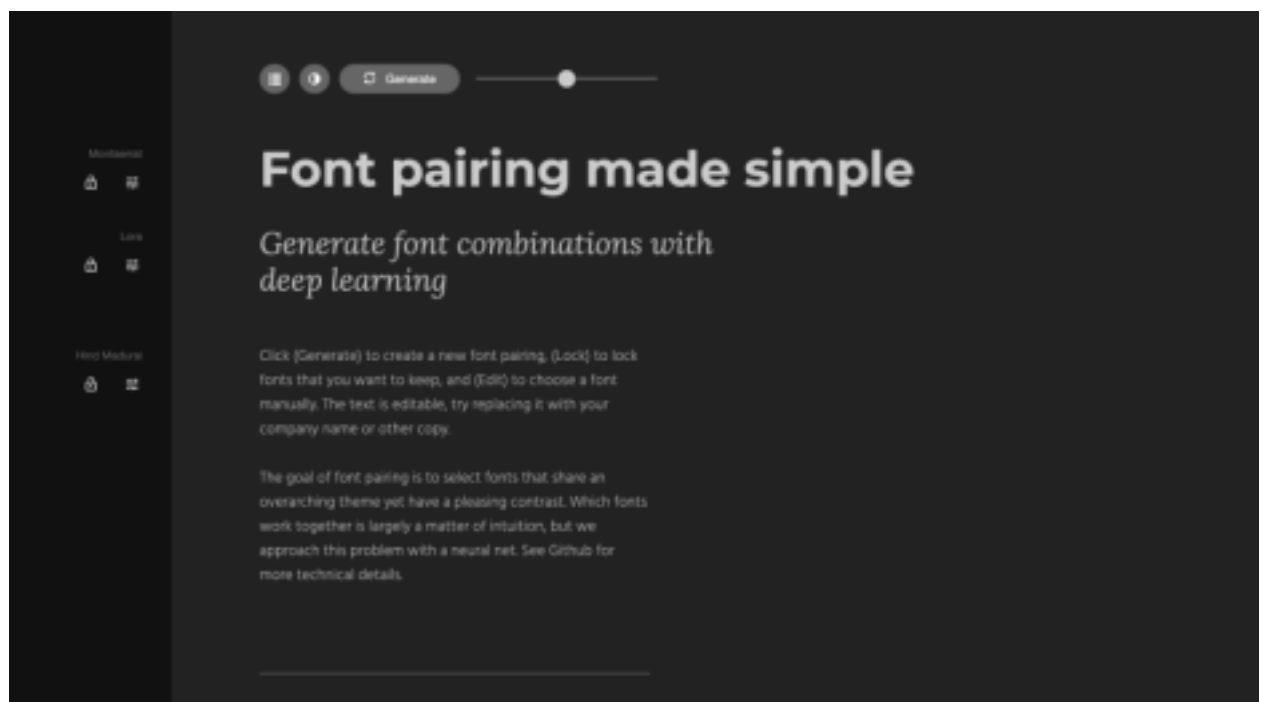 Generate
Montserrat
Font pairing made simple
Lora
Generate font combinations with
deep learning
Hind Madurai
Click (Generate) to create a new font pairing, (Lock) to lock
fonts that you want to keep, and (Edit) to choose a font
manually. The text is editable, try replacing it with your
company name or other copy.
The goal of font pairing is to select fonts that share an
overarching theme yet have a pleasing contrast. Which fonts
work together is largely a matter of intuition, but we
approach this problem with a neural net. See Github for
more technical details.